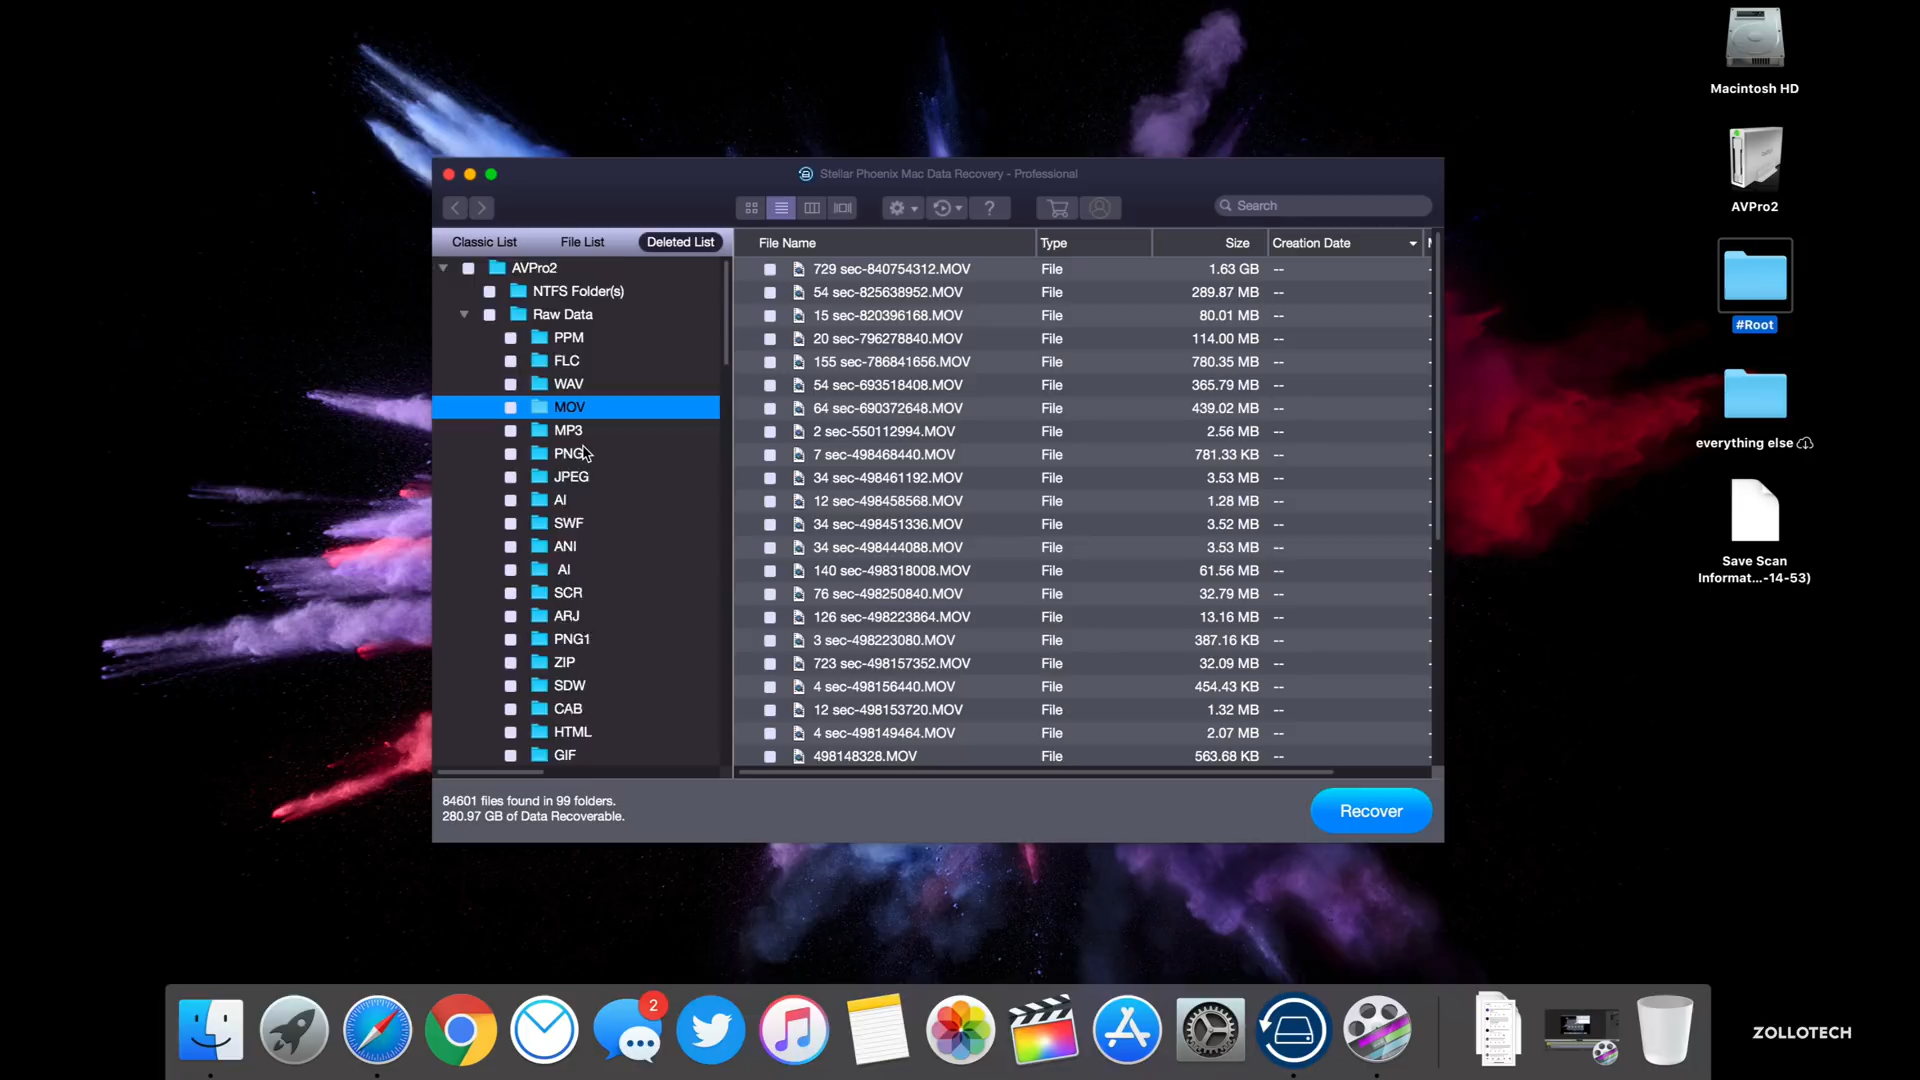 Macintosh HD
AVPro2
#Root
everything else
Save Scan
Informat...-14-53)
Stellar Phoenix Mac Data Recovery - Professional
?
Search
Classic List
File List
Deleted List
File Name
Type
Size
Creation Date
AVPro2
NTFS Folder(s)
Raw Data
PPM
FLC
WAV
MOV
MP3
PNG
JPEG
AI
SWF
ANI
AI
SCR
ARJ
PNG1
ZIP
SDW
CAB
HTML
GIF
729 sec-840754312.MOV File 1.63 GB --
54 sec-825638952.MOV File 289.87 MB --
15 sec-820396168.MOV File 80.01 MB --
20 sec-796278840.MOV File 114.00 MB --
155 sec-786841656.MOV File 780.35 MB --
54 sec-693518408.MOV File 365.79 MB --
64 sec-690372648.MOV File 439.02 MB --
2 sec-550112994.MOV File 2.56 MB --
7 sec-498468440.MOV File 781.33 KB --
34 sec-498461192.MOV File 3.53 MB --
12 sec-498458568.MOV File 1.28 MB --
34 sec-498451336.MOV File 3.52 MB --
34 sec-498444088.MOV File 3.53 MB --
140 sec-498318008.MOV File 61.56 MB --
76 sec-498250840.MOV File 32.79 MB --
126 sec-498223864.MOV File 13.16 MB --
3 sec-498223080.MOV File 387.16 KB --
723 sec-498157352.MOV File 32.09 MB --
4 sec-498156440.MOV File 454.43 KB --
12 sec-498153720.MOV File 1.32 MB --
4 sec-498149464.MOV File 2.07 MB --
498148328.MOV File 563.68 KB --
84601 files found in 99 folders.
280.97 GB of Data Recoverable.
Recover
2
ZOLLOTECH